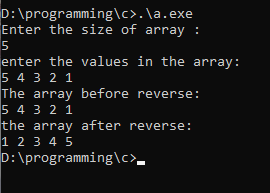 D:\programming\c>.\a.exe
Enter the size of array :
5
enter the values in the array:
5 4 3 2 1
The array before reverse:
5 4 3 2 1
the array after reverse:
1 2 3 4 5
D:\programming\c>